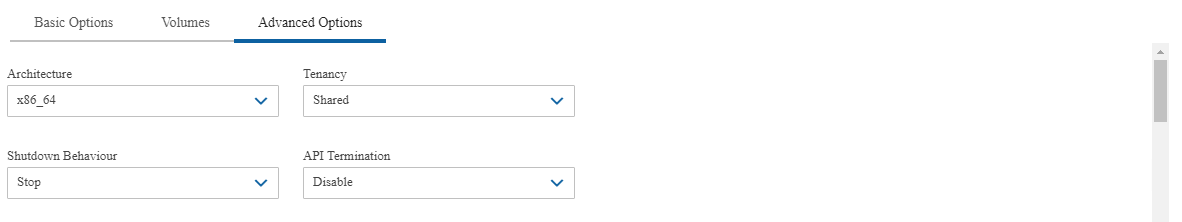 Basic Options Volumes Advanced Options
Architecture Tenancy
x86_64 Shared
Shutdown Behaviour API Termination
Stop Disable